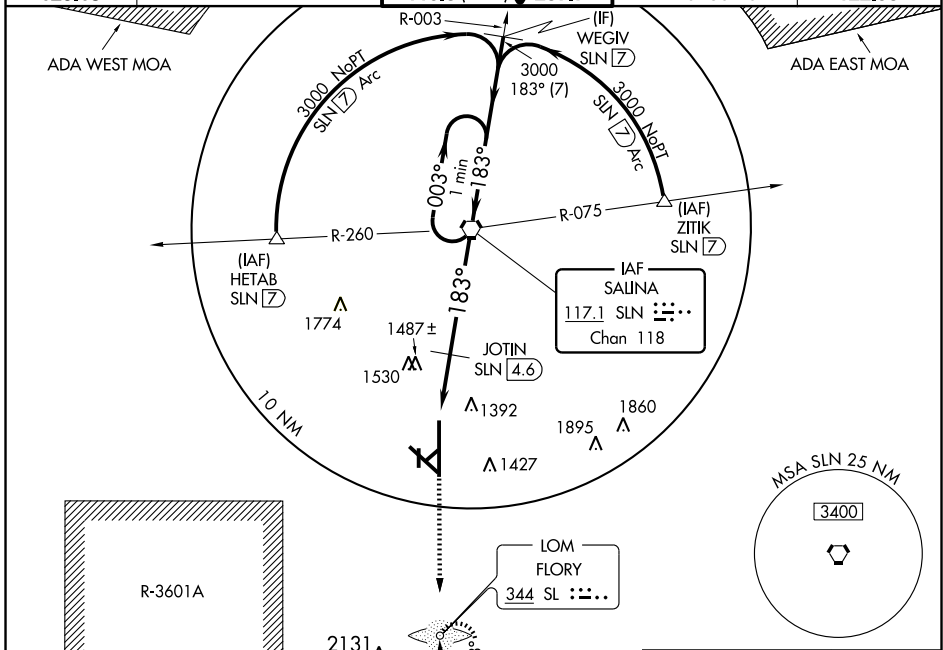 R-003
(IF)
WEGIV
SLN 7
ADA WEST MOA
ADA EAST MOA
3000
183° (7)
3000 NoPT
SLN 7 Arc
3000 NoPT
SLN 7 Arc
003°
1 min
183°
R-260
R-075
(IAF)
HETAB
SLN 7
(IAF)
ZITIK
SLN 7
183°
IAF
SALINA
117.1 SLN
Chan 118
1774
1487 ±
1530
JOTIN
SLN 4.6
10 NM
1392
1860
1895
1427
MSA SLN 25 NM
3400
R-3601A
LOM
FLORY
344 SL
2131